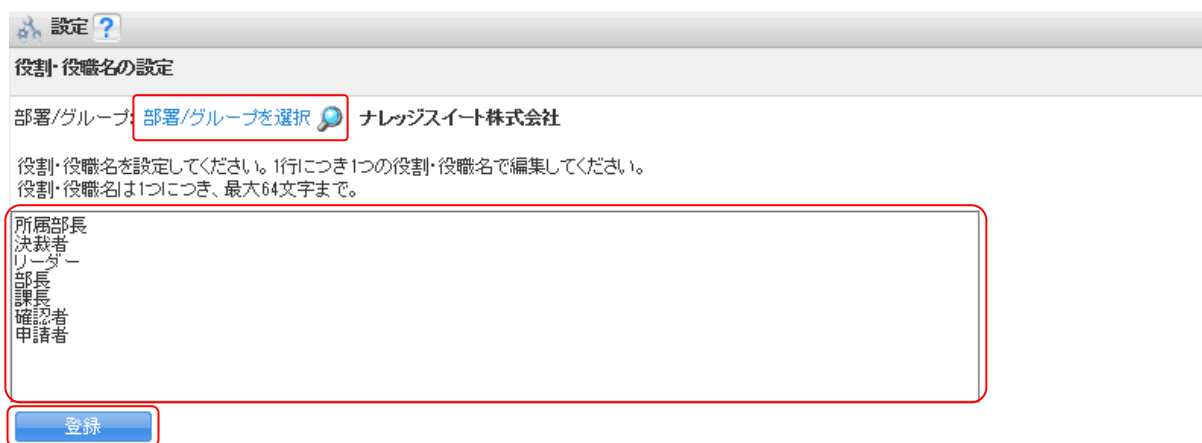 設定 ?
役割・役職名の設定
部署/グループ: 部署/グループを選択 ナレッジスイート株式会社
役割・役職名を設定してください。1行につき1つの役割・役職名で編集してください。
役割・役職名は1つにつき、最大64文字まで。
所属部長
決裁者
リーダー
部長
課長
確認者
申請者
登録